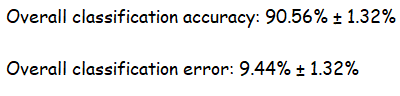 Overall classification accuracy: 90.56% ± 1.32%
Overall classification error: 9.44% ± 1.32%